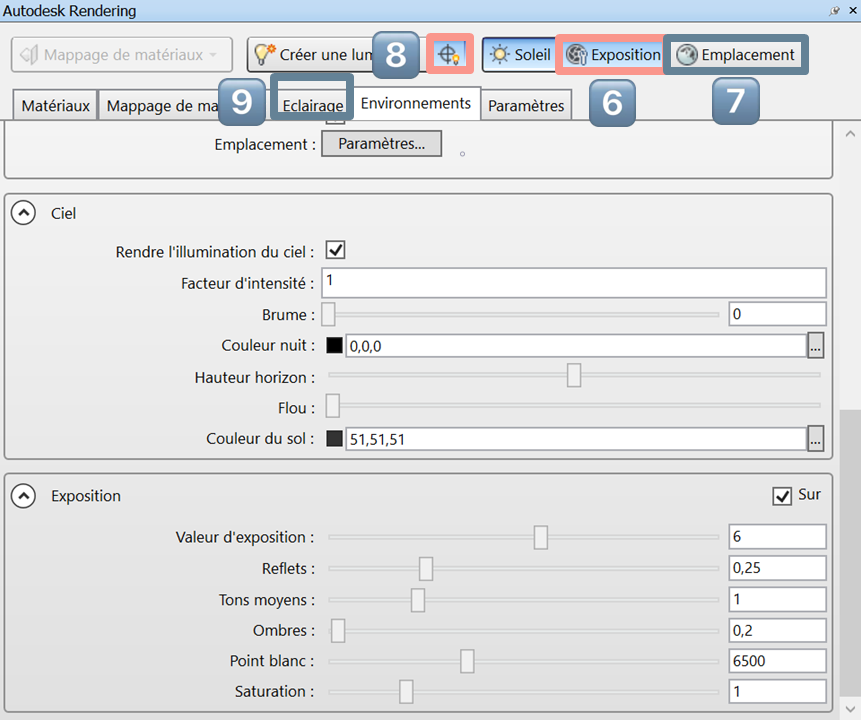 Autodesk Rendering
Mappage de matériaux
Créer une lum
8
Soleil
Exposition
Emplacement
Matériaux
Mappage de ma
9
Eclairage
Environnements
Paramètres
6
7
Emplacement :
Paramètres...
Ciel
Rendre l'illumination du ciel :
Facteur d'intensité :
1
Brume :
0
Couleur nuit :
0,0,0
...
Hauteur horizon :
Flou :
Couleur du sol :
51,51,51
...
Exposition
Sur
Valeur d'exposition :
6
Reflets :
0,25
Tons moyens :
1
Ombres :
0,2
Point blanc :
6500
Saturation :
1